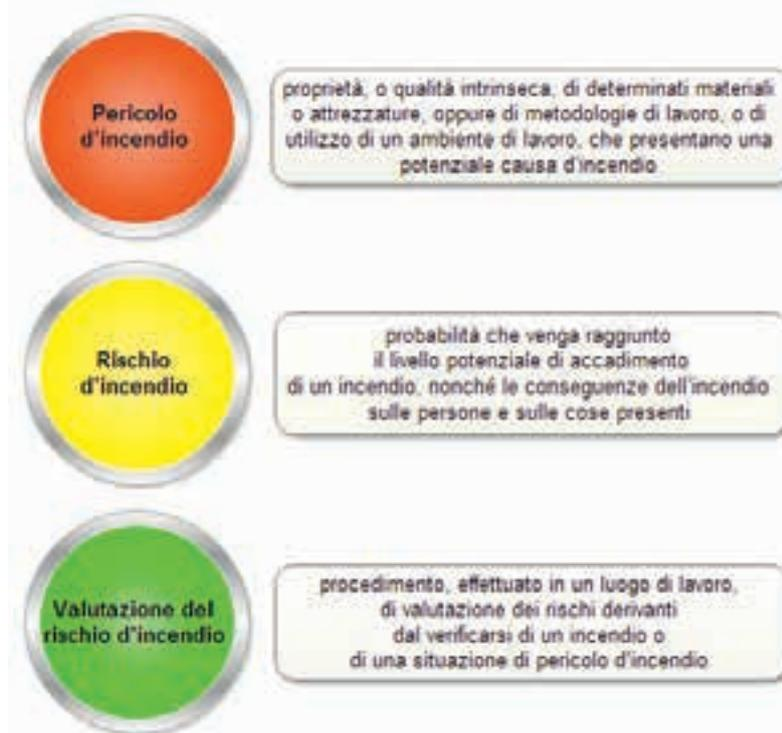 Pericolo
d'incendio
proprietà, o qualità intrinseca, di determinati materiali
o attrezzature, oppure di metodologie di lavoro, o di
utilizzo di un ambiente di lavoro, che presentano una
potenziale causa d'incendio
Rischio
d'incendio
probabilità che venga raggiunto
il livello potenziale di accadimento
di un incendio, nonché le conseguenze dell'incendio
sulle persone e sulle cose presenti
Valutazione del
rischio d'incendio
procedimento, effettuato in un luogo di lavoro,
di valutazione dei rischi derivanti
dal verificarsi di un incendio o
di una situazione di pericolo d'incendio